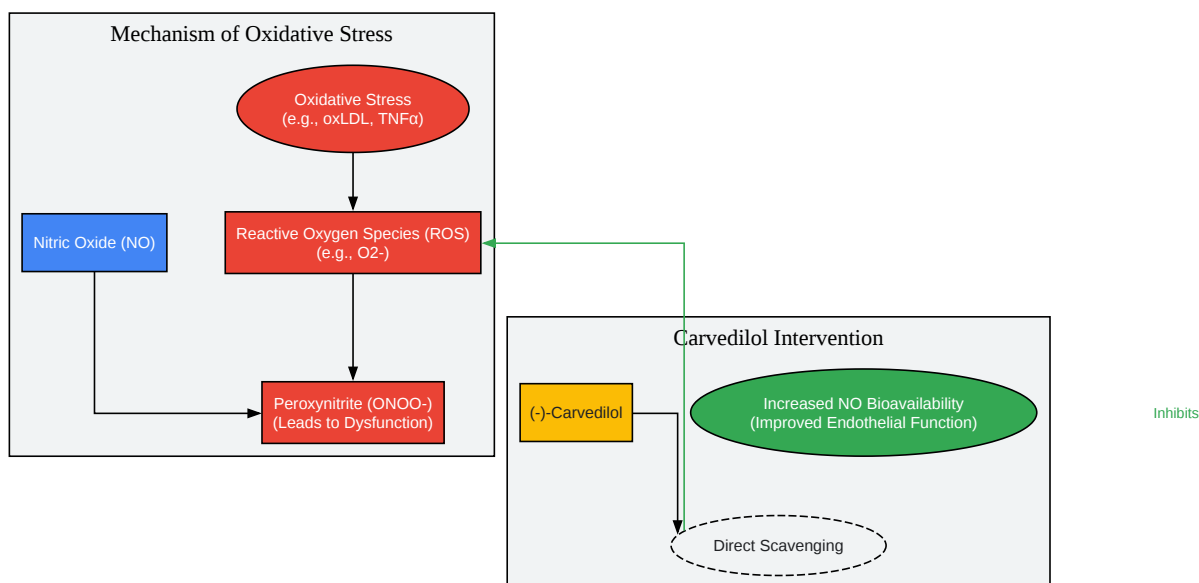 Mechanism of Oxidative Stress
Oxidative Stress
(e.g., oxLDL, TNFα)
Nitric Oxide (NO)
Reactive Oxygen Species (ROS)
(e.g., O2-)
Peroxynitrite (ONOO-)
(Leads to Dysfunction)
Carvedilol Intervention
(-)-Carvedilol
Increased NO Bioavailability
(Improved Endothelial Function)
Inhibits
Direct Scavenging